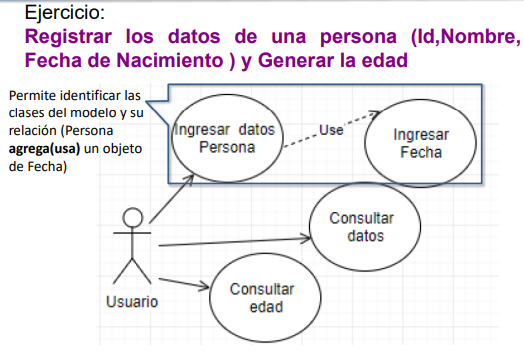 Ejercicio:
Registrar los datos de una persona (Id,Nombre,
Fecha de Nacimiento ) y Generar la edad
Permite identificar las
clases del modelo y su
relación (Persona
agrega(usa) un objeto
de Fecha)
Ingresar datos
Persona
Use
Ingresar
Fecha
Consultar
datos
Usuario
Consultar
edad